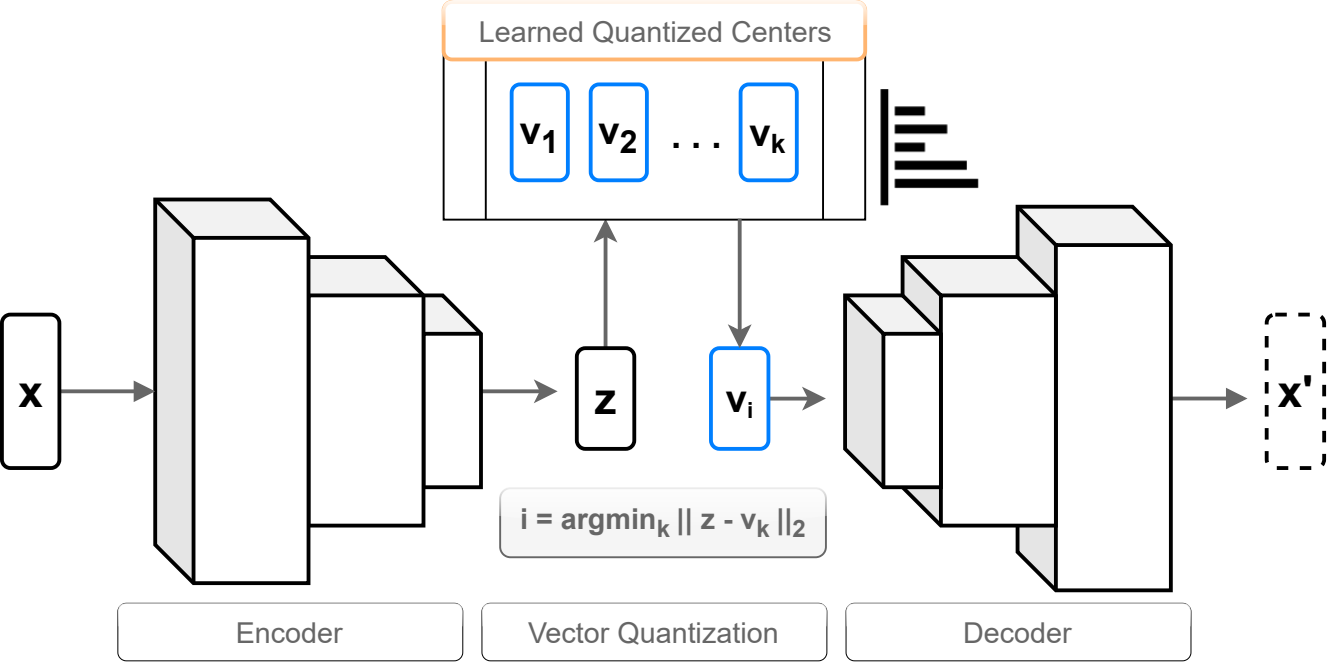 Learned Quantized Centers
v1 v2 . . . vk
x
z
vi
x'
i = argmink || z - vk ||2
Encoder
Vector Quantization
Decoder